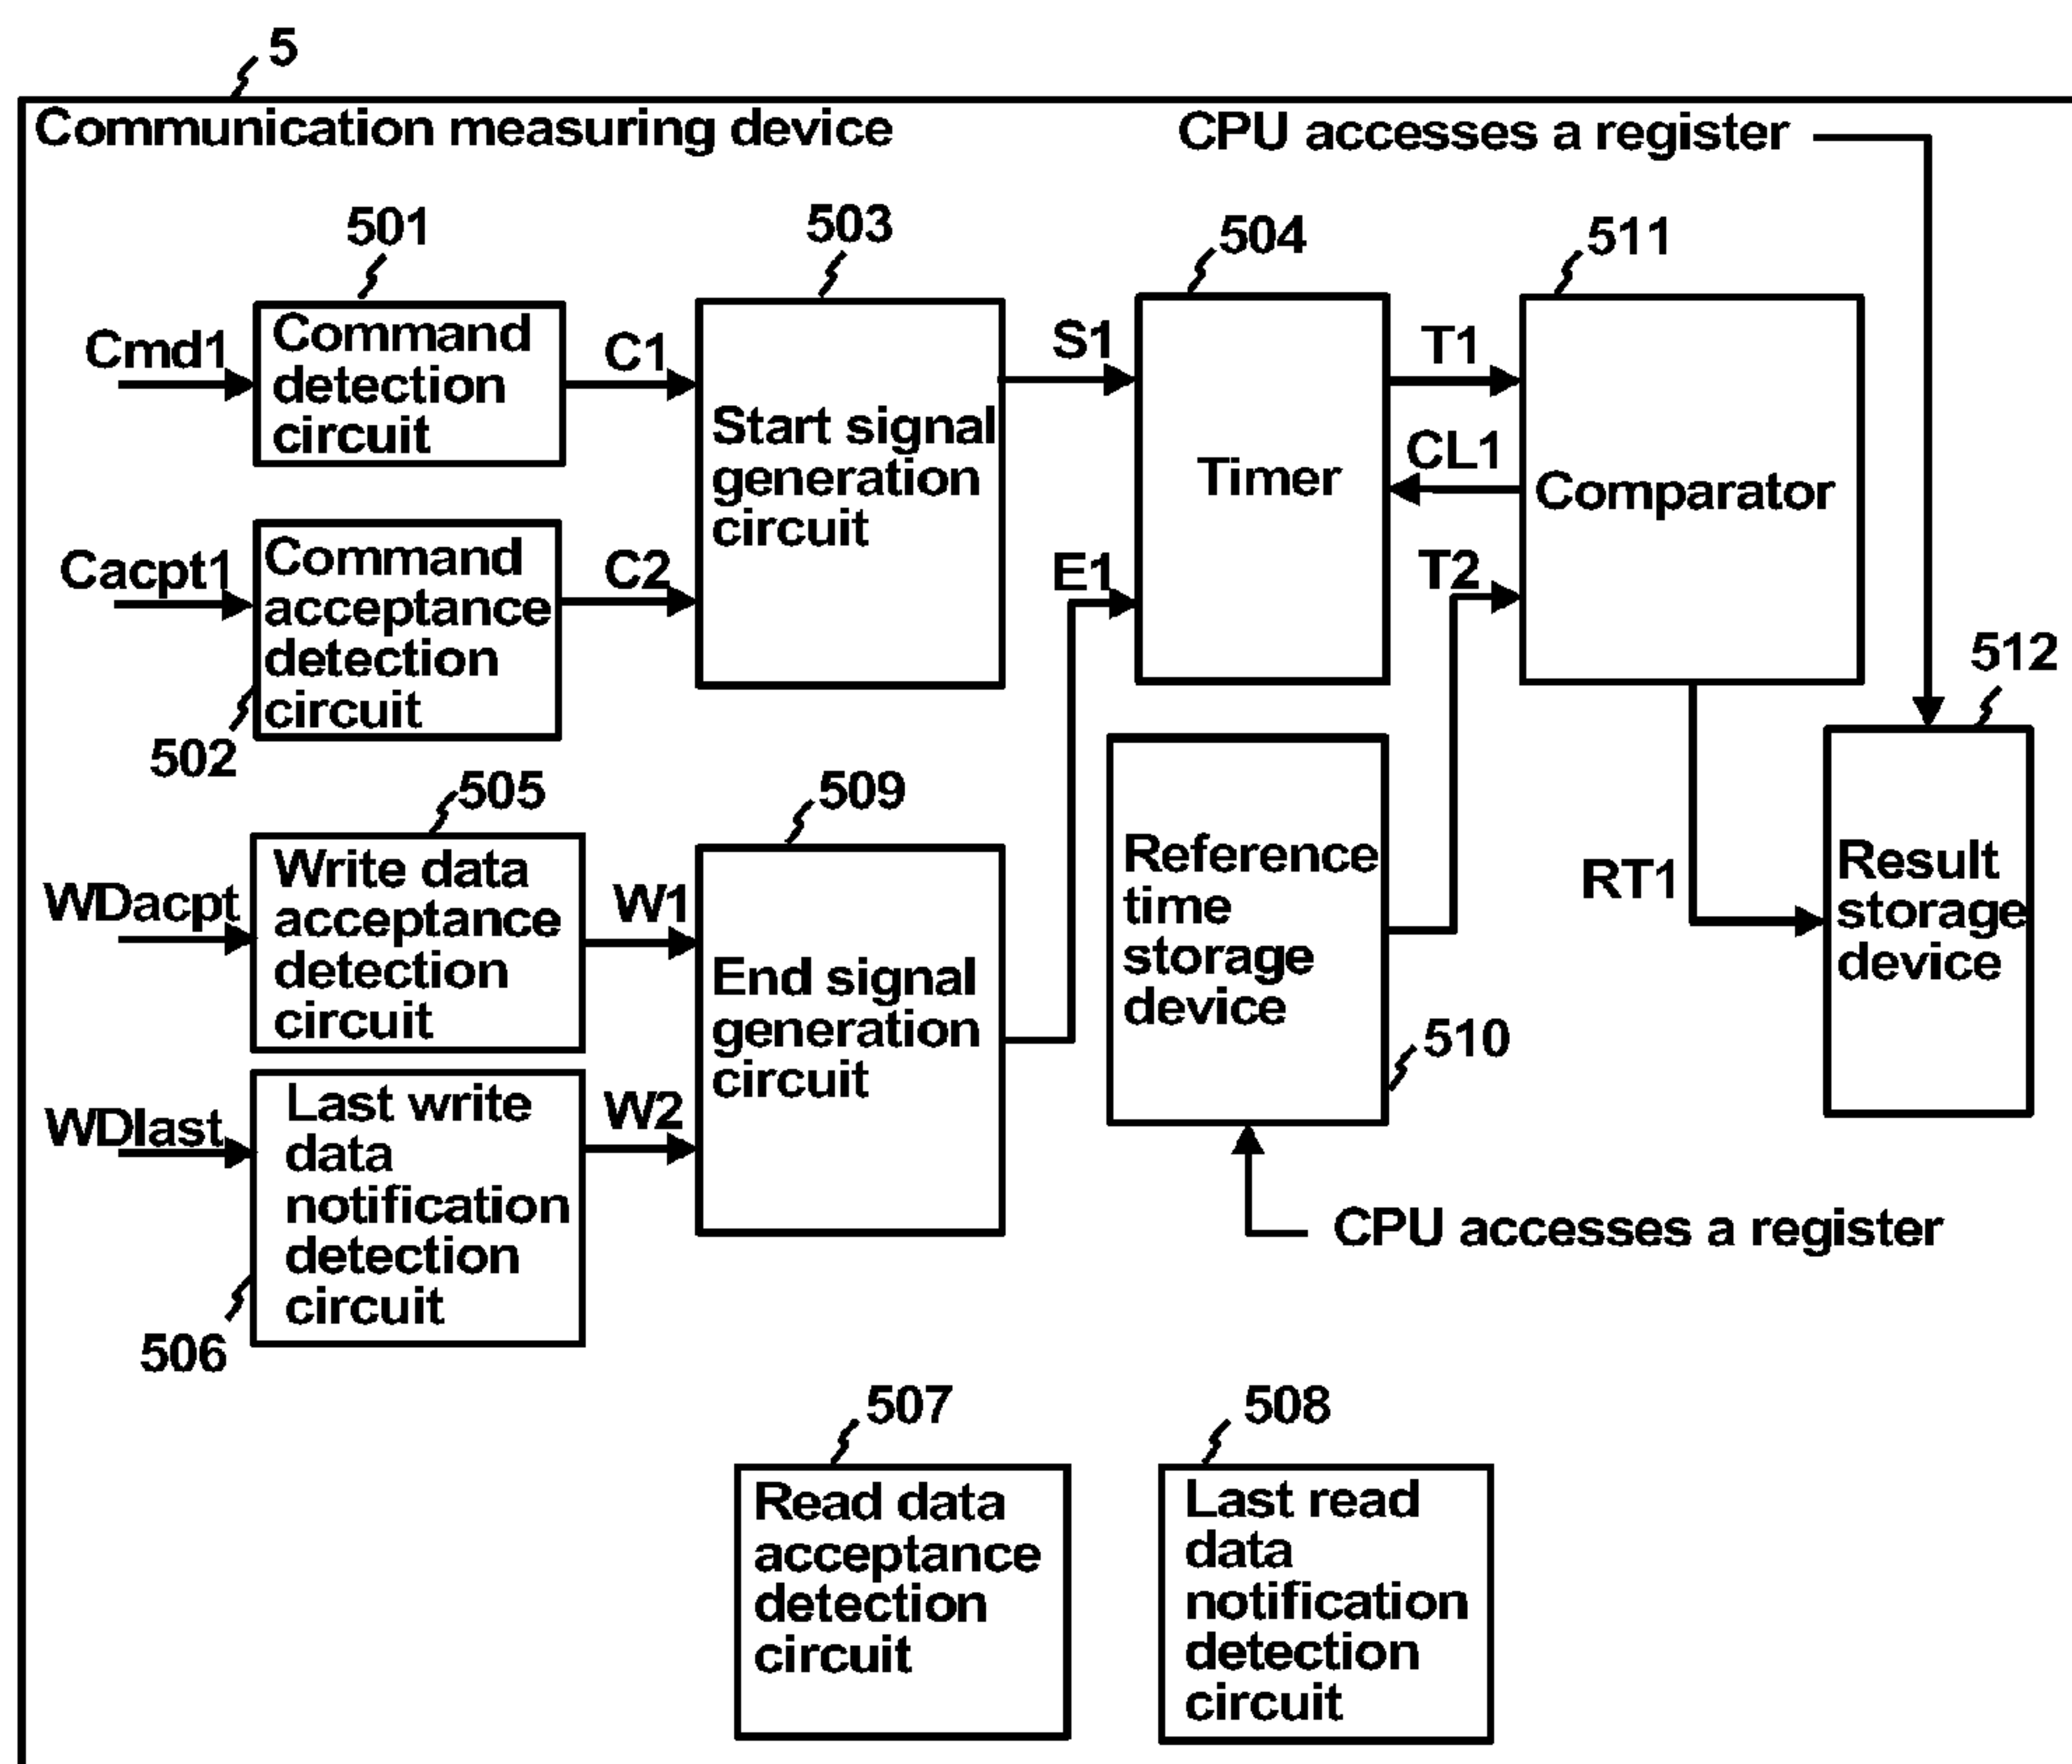 5
Communication measuring device
CPU accesses a register
501
503
504
511
Cmd1
Command
detection
circuit
C1
Start signal
generation
circuit
S1
Timer
T1
CL1
Comparator
Cacpt1
Command
acceptance
detection
circuit
502
C2
E1
T2
512
505
509
WDacpt
Write data
acceptance
detection
circuit
W1
End signal
generation
circuit
Reference
time
storage
device
510
RT1
Result
storage
device
WDlast
Last write
data
notification
detection
circuit
506
W2
CPU accesses a register
507
508
Read data
acceptance
detection
circuit
Last read
data
notification
detection
circuit